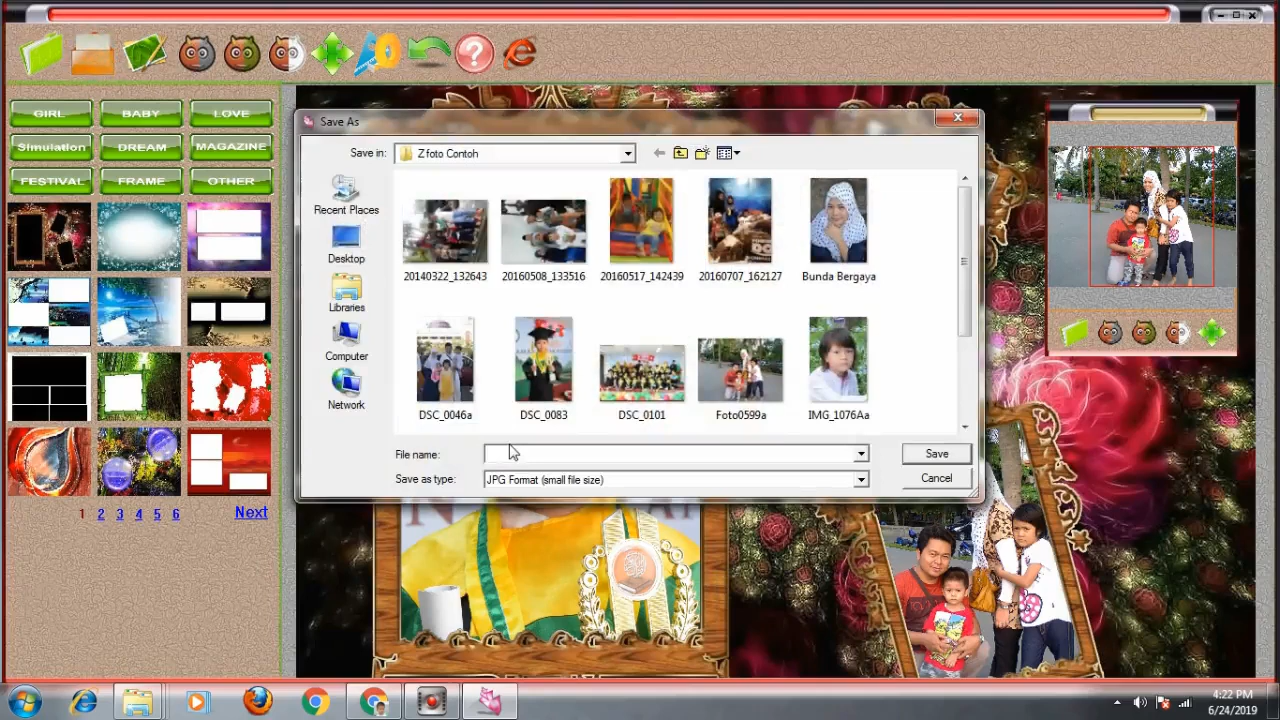 GIRL
BABY
LOVE
Simulation
DREAM
MAGAZINE
FESTIVAL
FRAME
OTHER
1 2 3 4 5 6 Next
Save As
Save in: Z foto Contoh
Recent Places
Desktop
Libraries
Computer
Network
20140322_132643
20160508_133516
20160517_142439
20160707_162127
Bunda Bergaya
DSC_0046a
DSC_0083
DSC_0101
Foto0599a
IMG_1076Aa
File name:
Save
Save as type: JPG Format (small file size)
Cancel
4:22 PM
6/24/2019